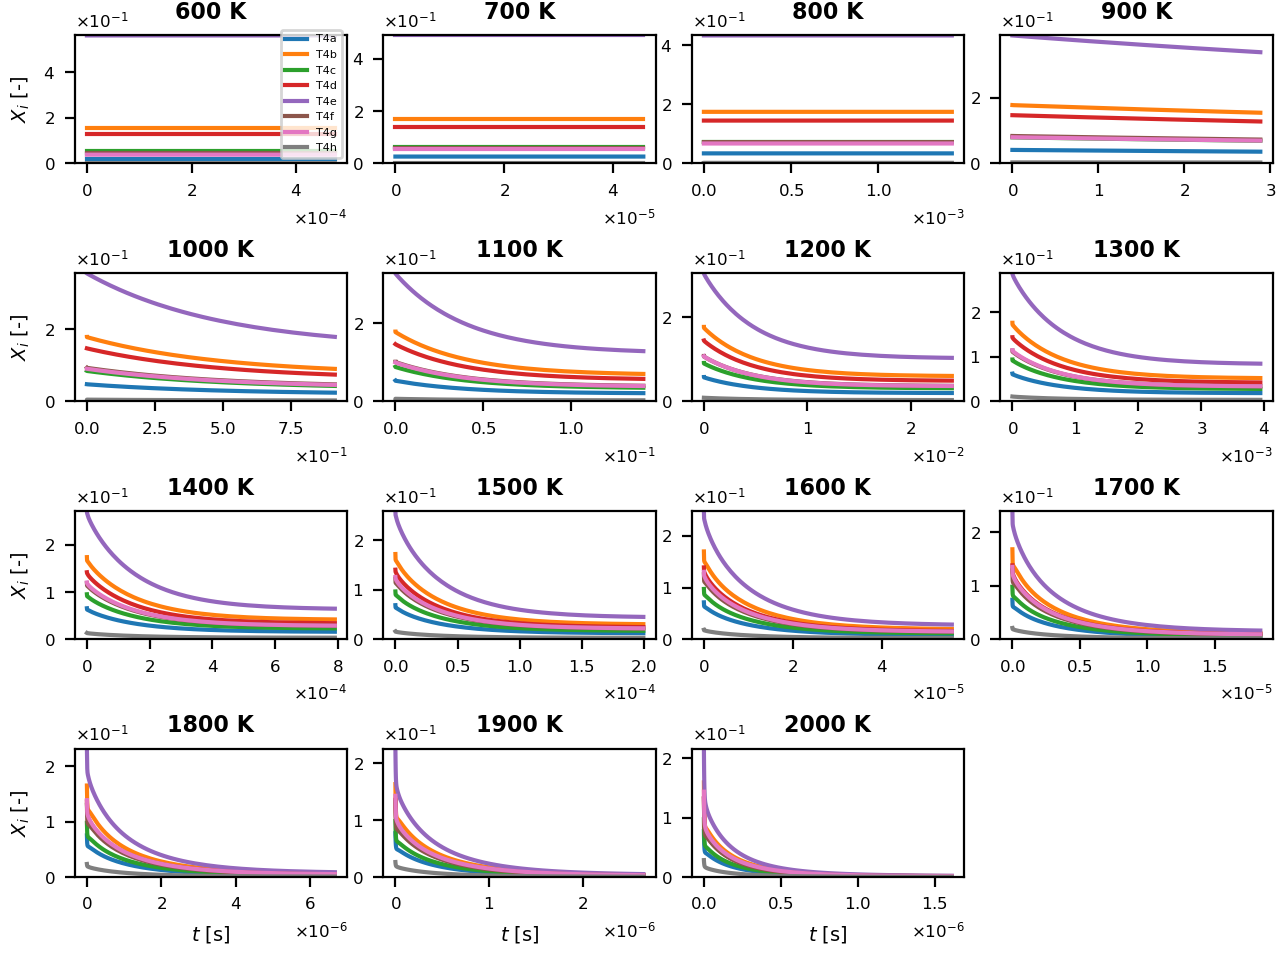 600 K 700 K 800 K 900 K
×10⁻¹ ×10⁻¹ ×10⁻¹ ×10⁻¹
T4a
T4b
T4c
T4d
T4e
T4f
T4g
T4h
X_i [-]
4 2 0 4 2 0 4 2 0 2 0
0 2 4 0 2 4 0.0 0.5 1.0 0 1 2 3
×10⁻⁴ ×10⁻⁵ ×10⁻³
1000 K 1100 K 1200 K 1300 K
×10⁻¹ ×10⁻¹ ×10⁻¹ ×10⁻¹
X_i [-]
2 0 2 0 2 0 2 1 0
0.0 2.5 5.0 7.5 0.0 0.5 1.0 0 1 2 0 1 2 3 4
×10⁻¹ ×10⁻¹ ×10⁻² ×10⁻³
1400 K 1500 K 1600 K 1700 K
×10⁻¹ ×10⁻¹ ×10⁻¹ ×10⁻¹
X_i [-]
2 1 0 2 1 0 2 1 0 2 1 0
0 2 4 6 8 0.0 0.5 1.0 1.5 2.0 0 2 4 0.0 0.5 1.0 1.5
×10⁻⁴ ×10⁻⁴ ×10⁻⁵ ×10⁻⁵
1800 K 1900 K 2000 K
×10⁻¹ ×10⁻¹ ×10⁻¹
X_i [-]
2 1 0 2 1 0 2 1 0
0 2 4 6 0 1 2 0.0 0.5 1.0 1.5
t [s] ×10⁻⁶ t [s] ×10⁻⁶ t [s] ×10⁻⁶